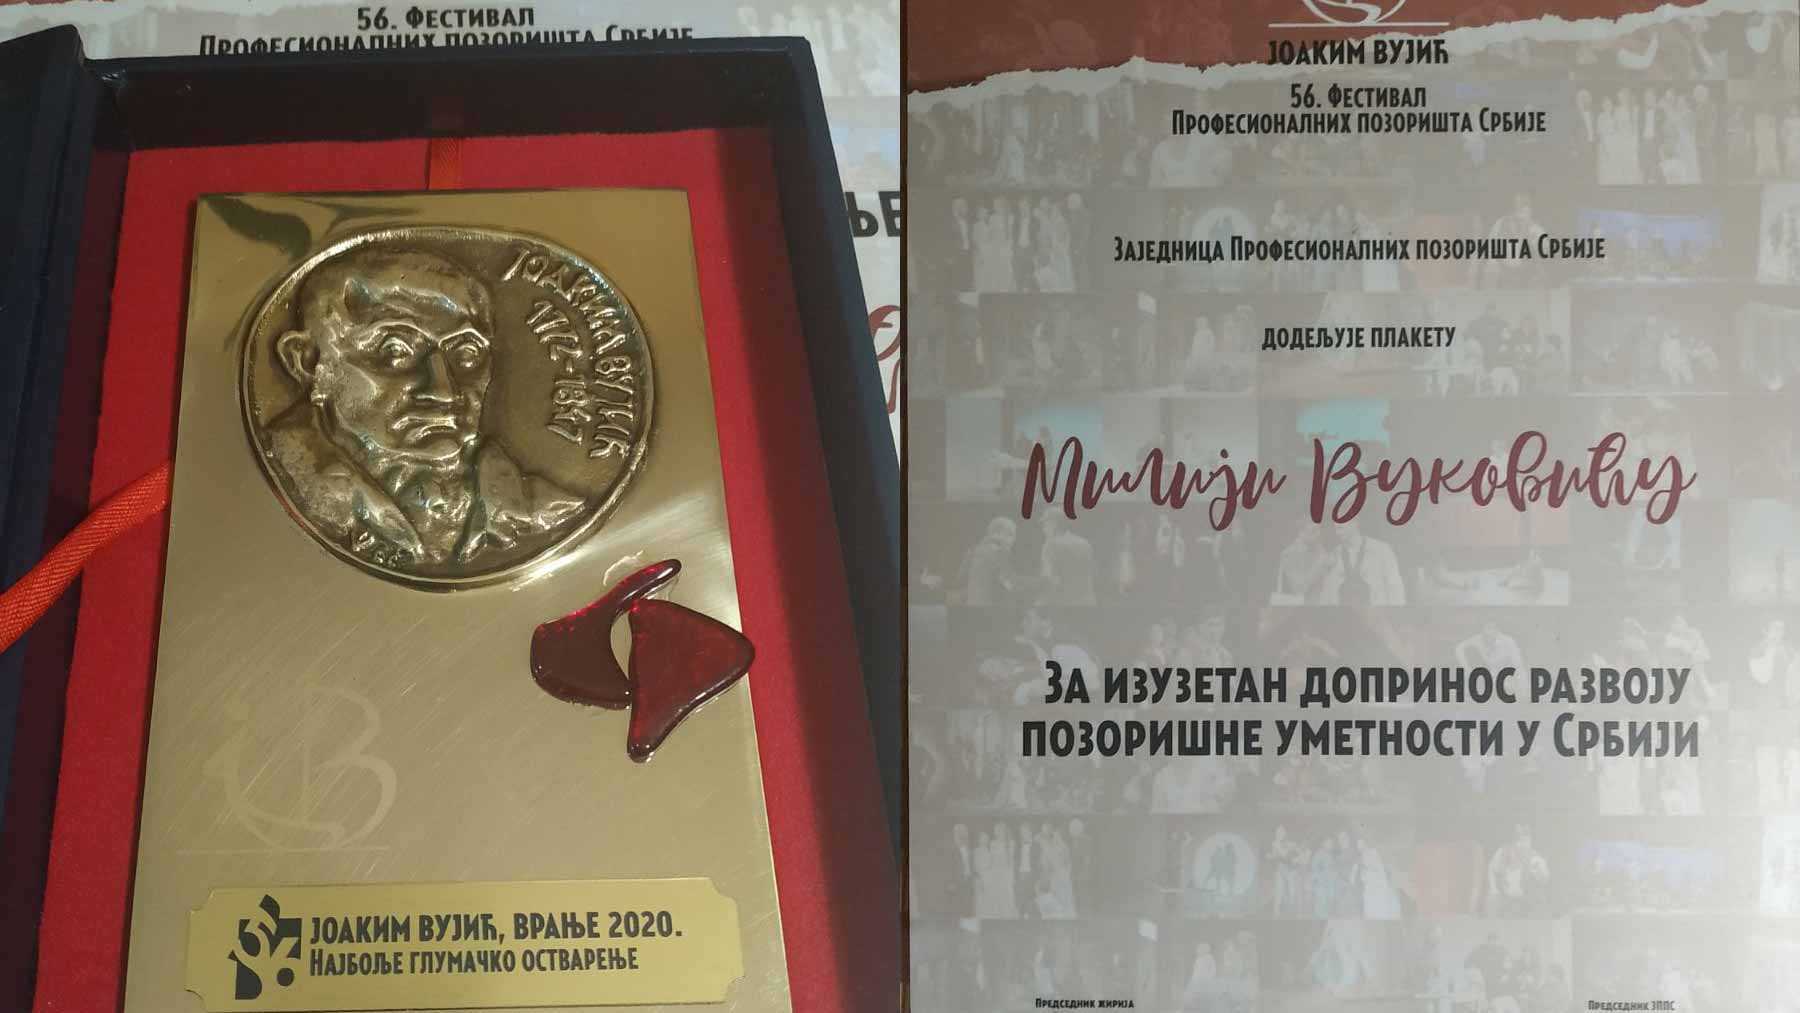 56. Фестивал
Професионалних позоришта Србије
ЈОАКИМ ВУЈИЋ
1772-1847
ЈОАКИМ ВУЈИЋ, ВРАЊЕ 2020.
Најбоље глумачко остварење
ЈОАКИМ ВУЈИЋ
56. Фестивал
Професионалних позоришта Србије
Заједница Професионалних позоришта Србије
додељује плакету
Милији Вуковићу
За изузетан допринос развоју
позоришне уметности у Србији
Председник жирија
Председник ЗППС